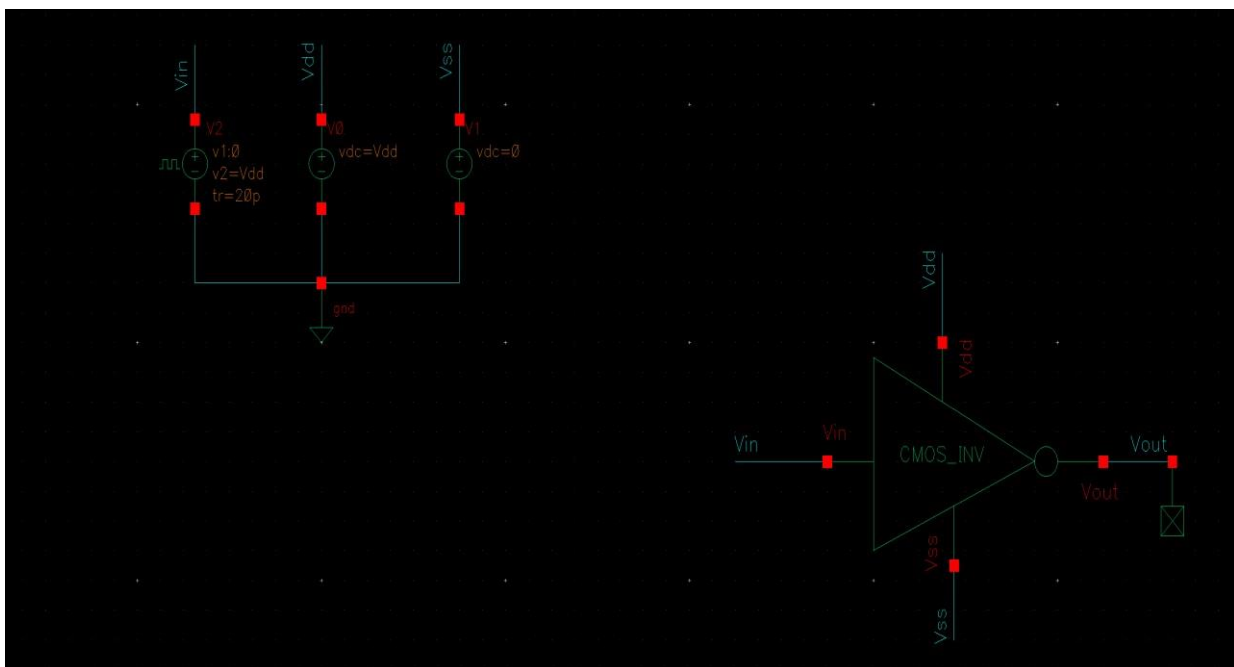 Vin
Vdd
Vss
V2
V0
V1
v1:0
v2=Vdd
tr=20p
vdc=Vdd
vdc=0
gnd
Vdd
Vdd
Vin
Vin
CMOS_INV
Vout
Vout
Vss
Vss